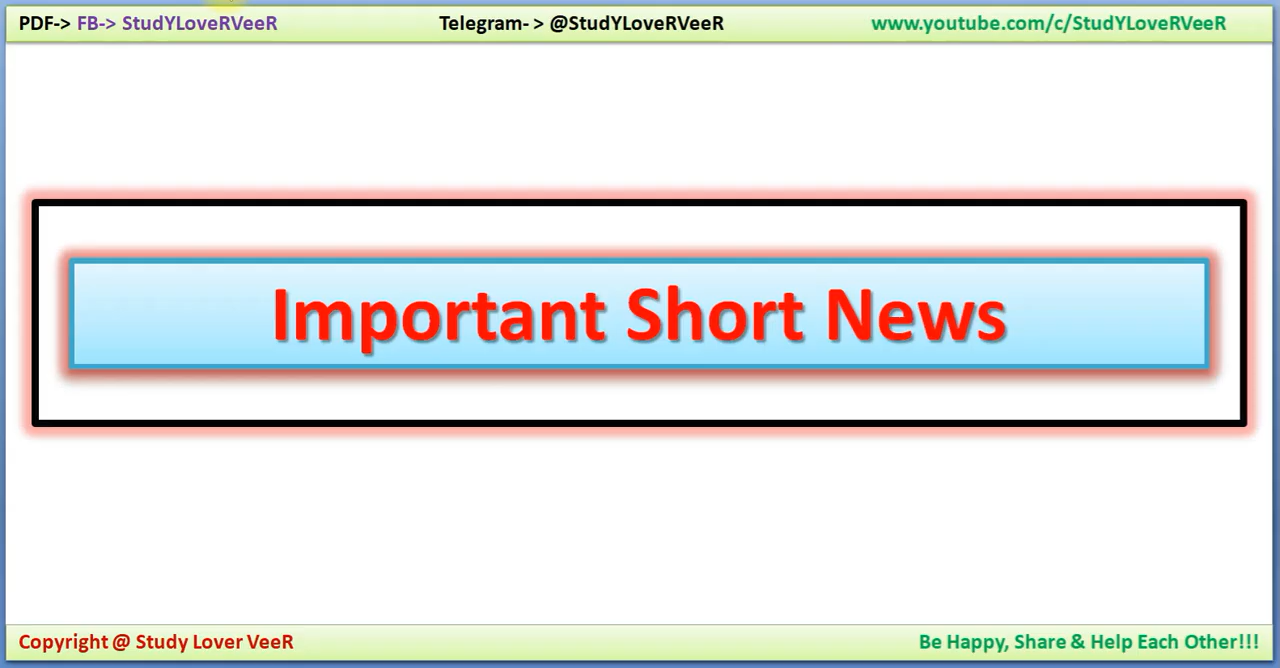 PDF-> FB-> StudYLoveRVeeR Telegram- > @StudYLoveRVeeR www.youtube.com/c/StudYLoveRVeeR
Important Short News
Copyright @ Study Lover VeeR Be Happy, Share & Help Each Other!!!